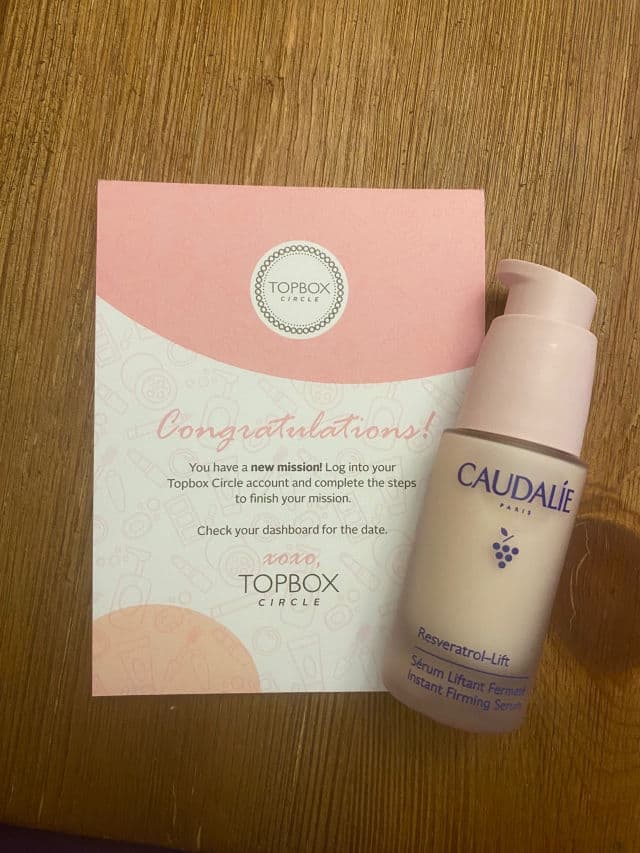 TOPBOX
CIRCLE
Congratulations!
You have a new mission! Log into your
Topbox Circle account and complete the steps
to finish your mission.
Check your dashboard for the date.
xoxo,
TOPBOX
CIRCLE
CAUDALÍE
PARIS
Resveratrol-Lift
Sérum Liftant Fermeté
Instant Firming Serum